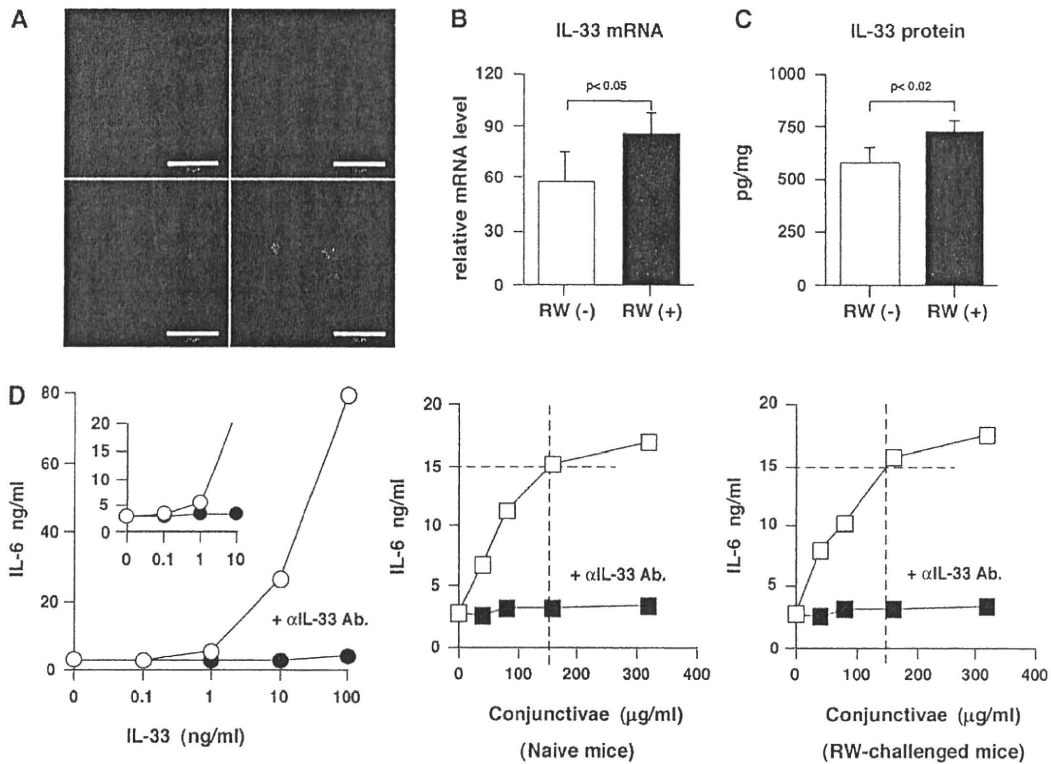 A
B
IL-33 mRNA
relative mRNA level
120
90
60
30
0
p< 0.05
RW (-)
RW (+)
C
IL-33 protein
pg/mg
1000
750
500
250
0
p< 0.02
RW (-)
RW (+)
D
IL-6 ng/ml
80
60
40
20
0
20
15
10
5
0
0
0.1
1
10
+ αIL-33 Ab.
0
0.1
1
10
100
IL-33 (ng/ml)
IL-6 ng/ml
20
15
10
5
0
+ αIL-33 Ab.
0
100
200
300
400
Conjunctivae (μg/ml)
(Naive mice)
IL-6 ng/ml
20
15
10
5
0
+ αIL-33 Ab.
0
100
200
300
400
Conjunctivae (μg/ml)
(RW-challenged mice)